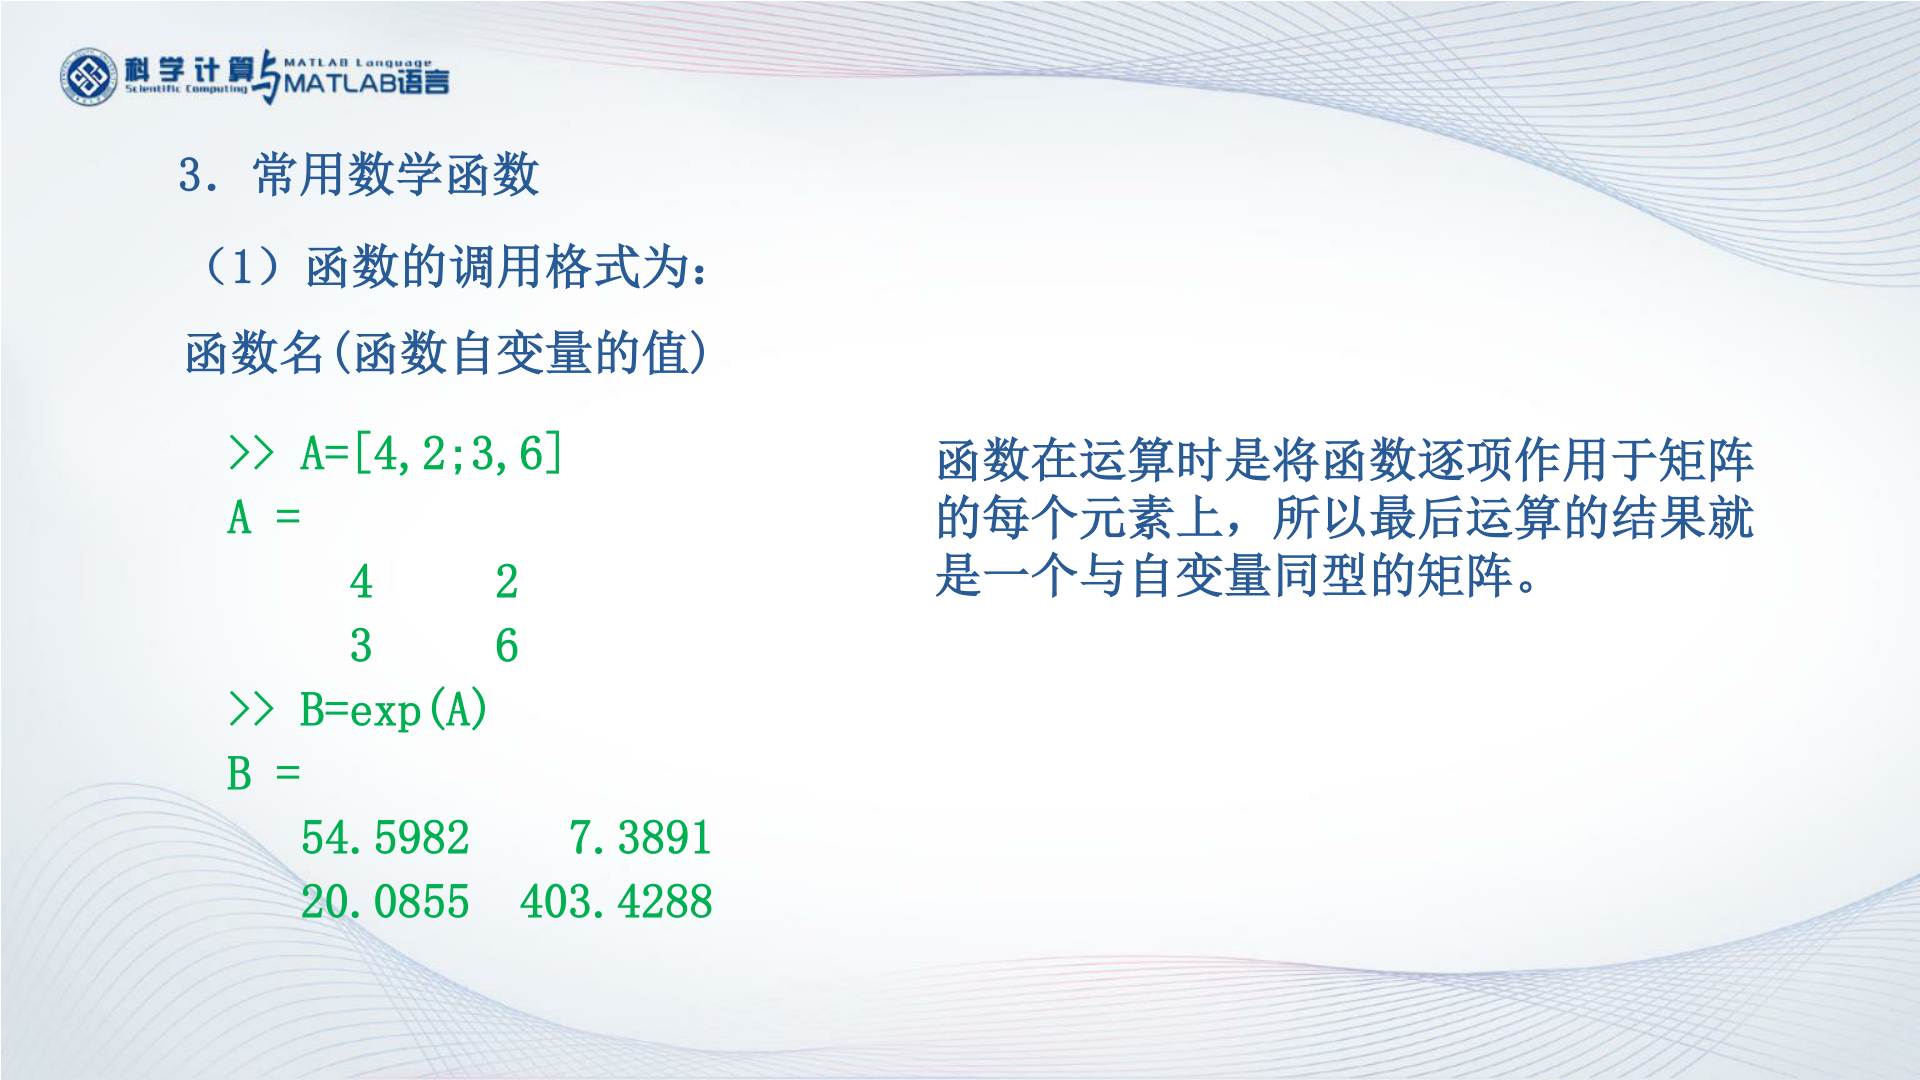 科学计算与MATLAB语言
Scientific Computing
MATLAB Language
3. 常用数学函数
（1）函数的调用格式为:
函数名(函数自变量的值)
>> A=[4,2;3,6]
A =
4 2
3 6
>> B=exp(A)
B =
54.5982 7.3891
20.0855 403.4288
函数在运算时是将函数逐项作用于矩阵
的每个元素上，所以最后运算的结果就
是一个与自变量同型的矩阵。